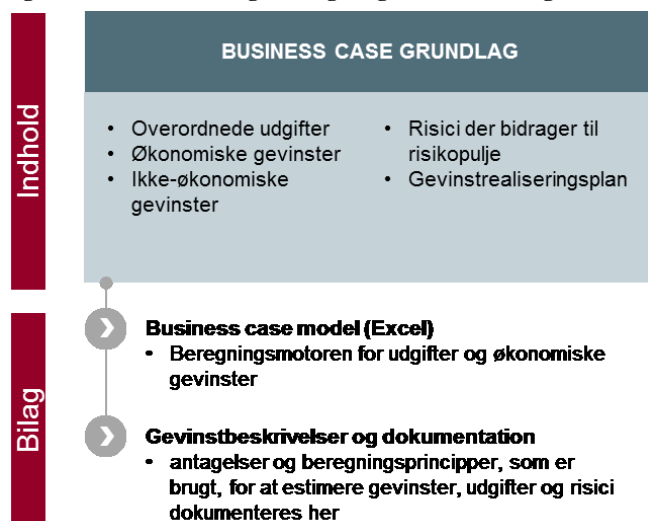 BUSINESS CASE GRUNDLAG
Indhold
• Overordnede udgifter
• Økonomiske gevinster
• Ikke-økonomiske
gevinster
• Risici der bidrager til
risikopulje
• Gevinstrealiseringsplan
Bilag
Business case model (Excel)
• Beregningsmotoren for udgifter og økonomiske
gevinster
Gevinstbeskrivelser og dokumentation
• antagelser og beregningsprincipper, som er
brugt, for at estimere gevinster, udgifter og risici
dokumenteres her